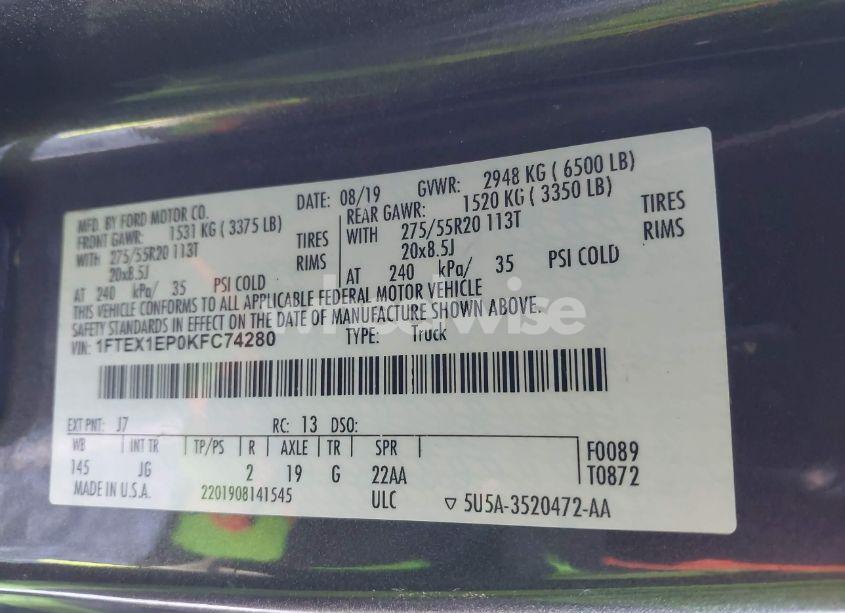 MFD. BY FORD MOTOR CO. DATE: 08/19 GVWR: 2948 KG ( 6500 LB)
FRONT GAWR: 1531 KG ( 3375 LB) REAR GAWR: 1520 KG ( 3350 LB)
WITH 275/55R20 113T TIRES WITH 275/55R20 113T TIRES
20x8.5J RIMS 20x8.5J RIMS
AT 240 kPa/ 35 PSI COLD AT 240 kPa/ 35 PSI COLD
THIS VEHICLE CONFORMS TO ALL APPLICABLE FEDERAL MOTOR VEHICLE
SAFETY STANDARDS IN EFFECT ON THE DATE OF MANUFACTURE SHOWN ABOVE.
VIN: 1FTEX1EP0KFC74280 TYPE: Truck
EXT PNT: J7 RC: 13 DSO:
WB INT TR TP/PS R AXLE TR SPR F0089
145 JG 2 19 G 22AA T0872
MADE IN U.S.A. 2201908141545 ULC 5U5A-3520472-AA